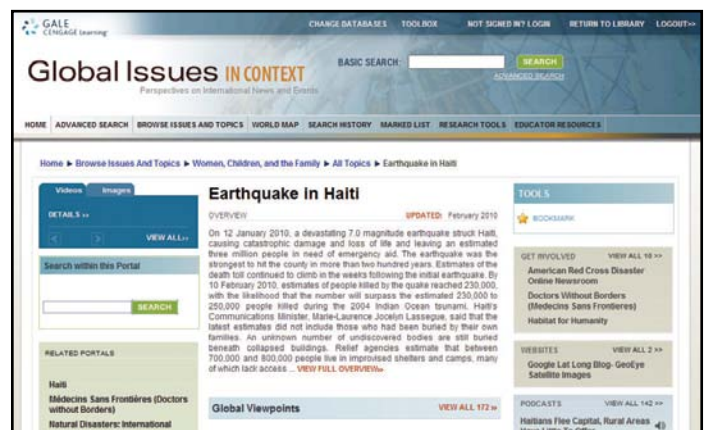 GALE
CENGAGE Learning
CHANGE DATABASES TOOLBOX NOT SIGNED IN? LOGIN RETURN TO LIBRARY LOGOUT>>
Global Issues IN CONTEXT
Perspectives on International News and Events
BASIC SEARCH: SEARCH
ADVANCED SEARCH
HOME ADVANCED SEARCH BROWSE ISSUES AND TOPICS WORLD MAP SEARCH HISTORY MARKED LIST RESEARCH TOOLS EDUCATOR RESOURCES
Home ▶ Browse Issues And Topics ▶ Women, Children, and the Family ▶ All Topics ▶ Earthquake in Haiti
Videos Images
DETAILS >>
VIEW ALL>>
Search within this Portal
SEARCH
RELATED PORTALS
Haiti
Médecins Sans Frontières (Doctors
without Borders)
Natural Disasters: International
Earthquake in Haiti
OVERVIEW UPDATED: February 2010
On 12 January 2010, a devastating 7.0 magnitude earthquake struck Haiti,
causing catastrophic damage and loss of life and leaving an estimated
three million people in need of emergency aid. The earthquake was the
strongest to hit the county in more than two hundred years. Estimates of the
death toll continued to climb in the weeks following the initial earthquake. By
10 February 2010, estimates of people killed by the quake reached 230,000,
with the likelihood that the number will surpass the estimated 230,000 to
250,000 people killed during the 2004 Indian Ocean tsunami. Haiti's
Communications Minister, Marie-Laurence Jocelyn Lassegue, said that the
latest estimates did not include those who had been buried by their own
families. An unknown number of undiscovered bodies are still buried
beneath collapsed buildings. Relief agencies estimate that between
700,000 and 800,000 people live in improvised shelters and camps, many
of which lack access ... VIEW FULL OVERVIEW>>
Global Viewpoints VIEW ALL 172 >>
TOOLS
BOOKMARK
GET INVOLVED VIEW ALL 10 >>
American Red Cross Disaster
Online Newsroom
Doctors Without Borders
(Medecins Sans Frontieres)
Habitat for Humanity
WEBSITES VIEW ALL 2 >>
Google Lat Long Blog- GeoEye
Satellite Images
PODCASTS VIEW ALL 142 >>
Haitians Flee Capital, Rural Areas